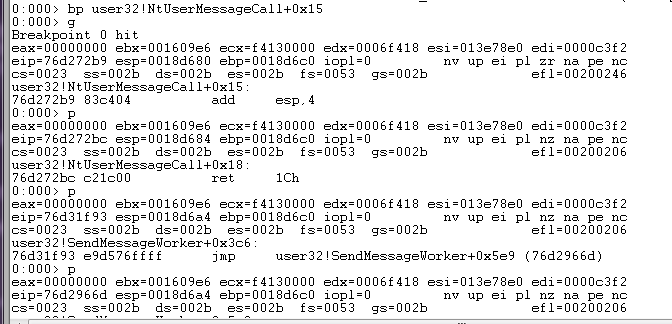 0:000> bp user32!NtUserMessageCall+0x15
0:000> g
Breakpoint 0 hit
eax=00000000 ebx=001609e6 ecx=f4130000 edx=0006f418 esi=013e78e0 edi=0000c3f2
eip=76d272b9 esp=0018d680 ebp=0018d6c0 iopl=0 nv up ei pl zr na pe nc
cs=0023 ss=002b ds=002b es=002b fs=0053 gs=002b efl=00200246
user32!NtUserMessageCall+0x15:
76d272b9 83c404 add esp,4
0:000> p
eax=00000000 ebx=001609e6 ecx=f4130000 edx=0006f418 esi=013e78e0 edi=0000c3f2
eip=76d272bc esp=0018d684 ebp=0018d6c0 iopl=0 nv up ei pl nz na pe nc
cs=0023 ss=002b ds=002b es=002b fs=0053 gs=002b efl=00200206
user32!NtUserMessageCall+0x18:
76d272bc c21c00 ret 1Ch
0:000> p
eax=00000000 ebx=001609e6 ecx=f4130000 edx=0006f418 esi=013e78e0 edi=0000c3f2
eip=76d31f93 esp=0018d6a4 ebp=0018d6c0 iopl=0 nv up ei pl nz na pe nc
cs=0023 ss=002b ds=002b es=002b fs=0053 gs=002b efl=00200206
user32!SendMessageWorker+0x3c6:
76d31f93 e9d576ffff jmp user32!SendMessageWorker+0x5e9 (76d2966d)
0:000> p
eax=00000000 ebx=001609e6 ecx=f4130000 edx=0006f418 esi=013e78e0 edi=0000c3f2
eip=76d2966d esp=0018d6a4 ebp=0018d6c0 iopl=0 nv up ei pl nz na pe nc
cs=0023 ss=002b ds=002b es=002b fs=0053 gs=002b efl=00200206